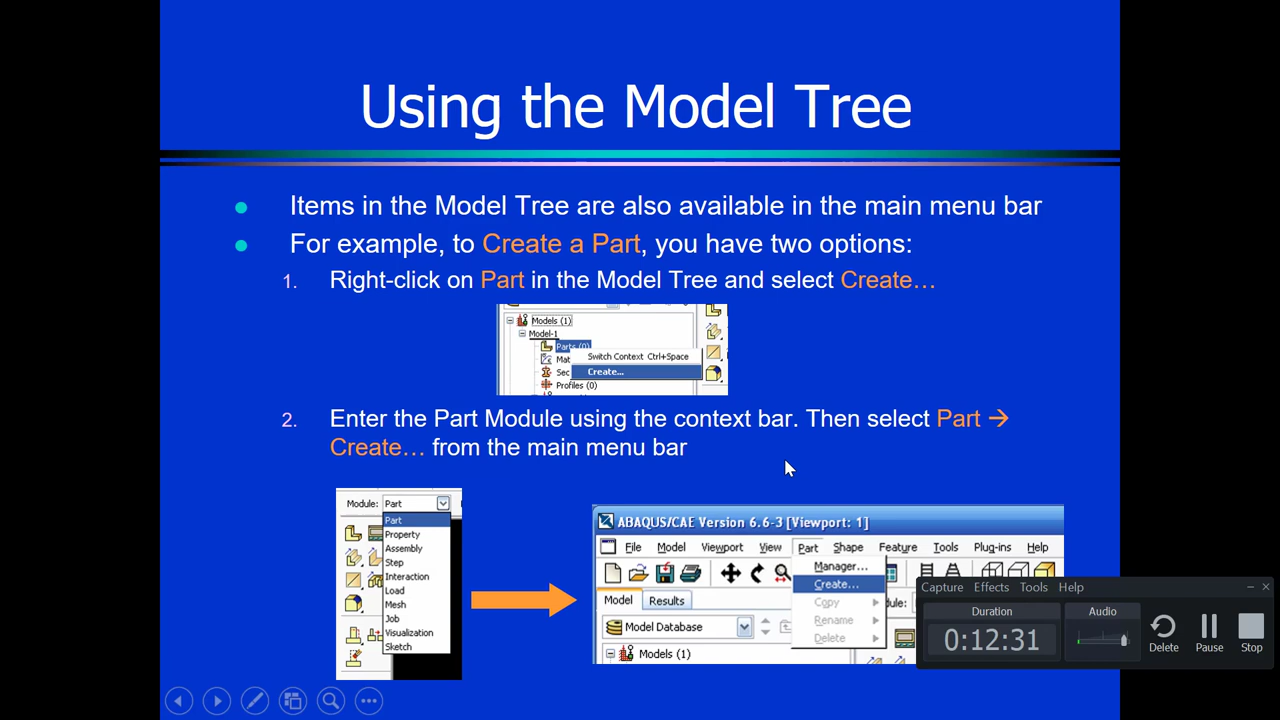 Using the Model Tree
Items in the Model Tree are also available in the main menu bar
For example, to Create a Part, you have two options:
1. Right-click on Part in the Model Tree and select Create…
Models (1)
Model-1
Parts (0)
Mat
Switch Context Ctrl+Space
Sec
Create...
Profiles (0)
2. Enter the Part Module using the context bar. Then select Part →
Create… from the main menu bar
Module: Part
Part
Property
Assembly
Step
Interaction
Load
Mesh
Job
Visualization
Sketch
ABAQUS/CAE Version 6.6-3 [Viewport: 1]
File Model Viewport View Part Shape Feature Tools Plug-ins Help
Manager...
Create...
Copy
Rename
Delete
Model Results
Model Database
Models (1)
Capture Effects Tools Help
Duration Audio
0:12:31
Delete Pause Stop